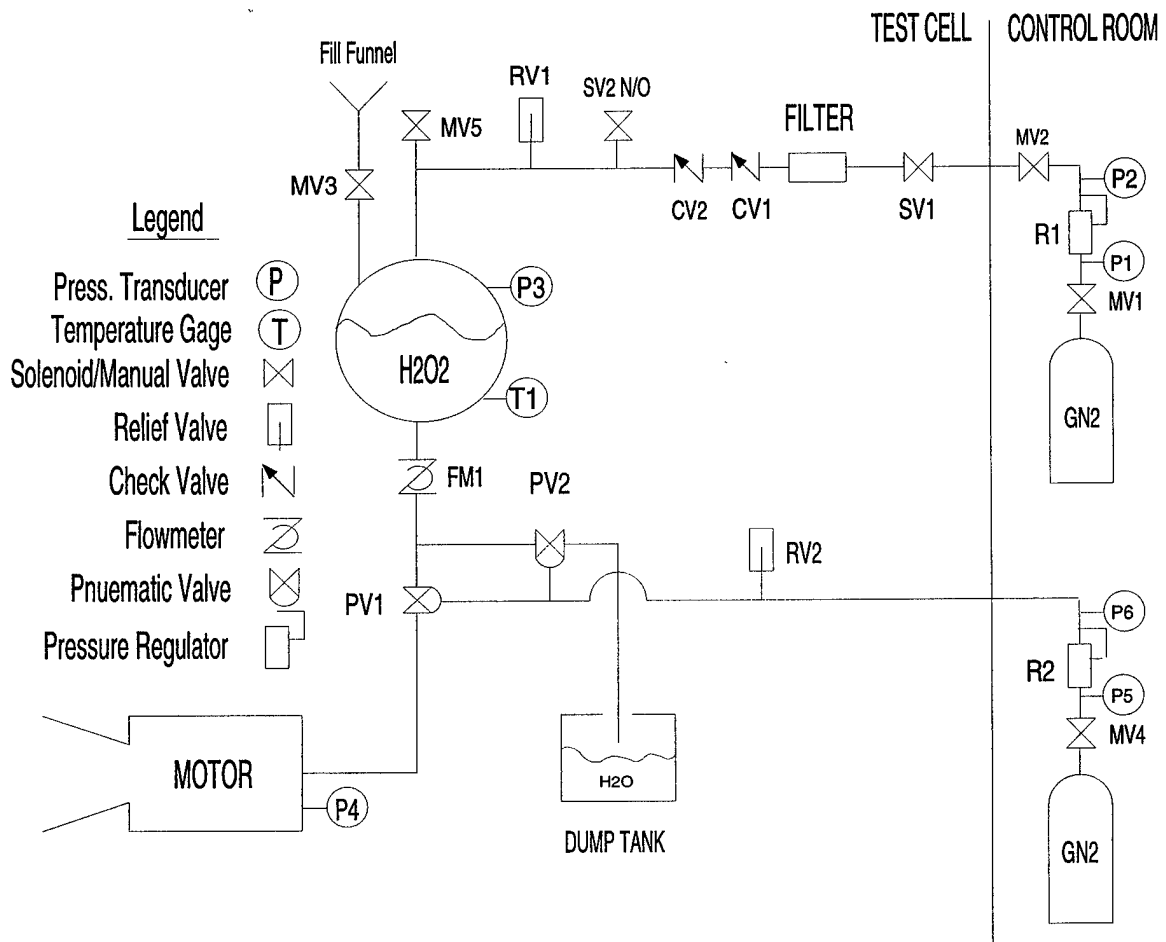 TEST CELL
CONTROL ROOM
Fill Funnel
RV1
SV2 N/O
MV5
FILTER
MV2
MV3
P2
CV2
CV1
SV1
R1
P1
MV1
Legend
Press. Transducer P
P3
Temperature Gage T
H2O2
Solenoid/Manual Valve
T1
GN2
Relief Valve
Check Valve
FM1
PV2
Flowmeter
RV2
Pnuematic Valve
PV1
P6
Pressure Regulator
R2
P5
MV4
MOTOR
H2O
P4
DUMP TANK
GN2